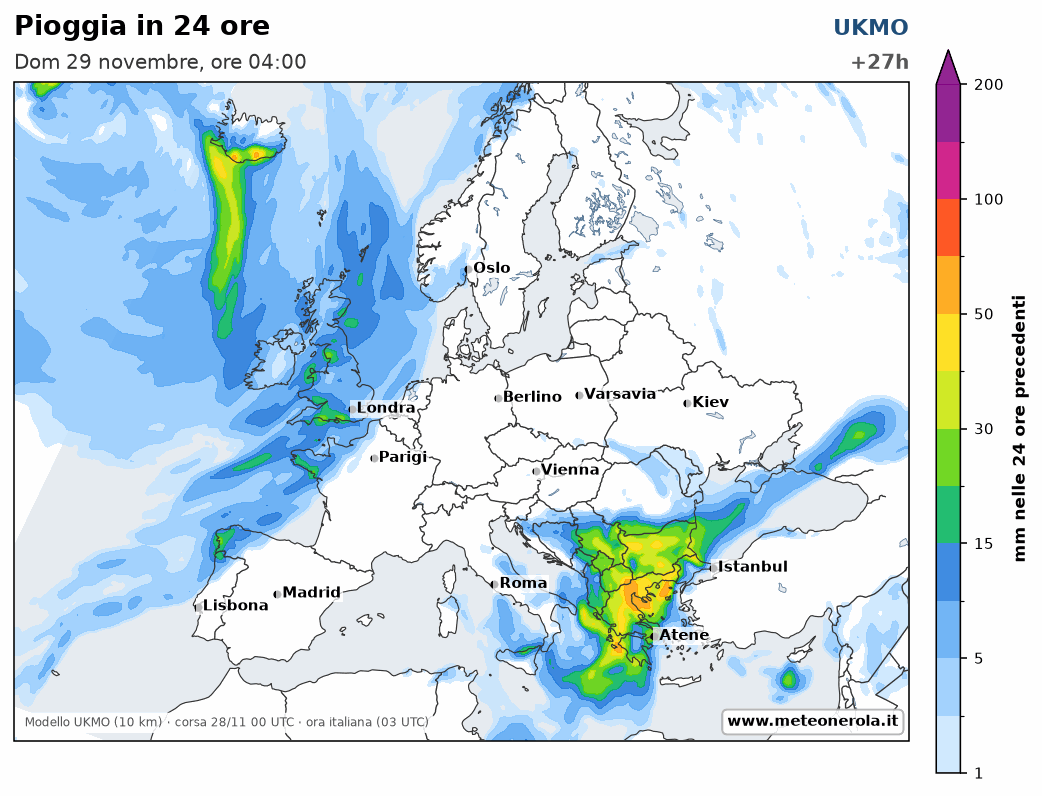 Pioggia in 24 ore
UKMO
Dom 29 novembre, ore 04:00
+27h
200
100
50
30
15
5
1
mm nelle 24 ore precedenti
Oslo
Londra
Berlino
Varsavia
Kiev
Parigi
Vienna
Istanbul
Roma
Madrid
Lisbona
Atene
Modello UKMO (10 km) · corsa 28/11 00 UTC · ora italiana (03 UTC)
www.meteonerola.it